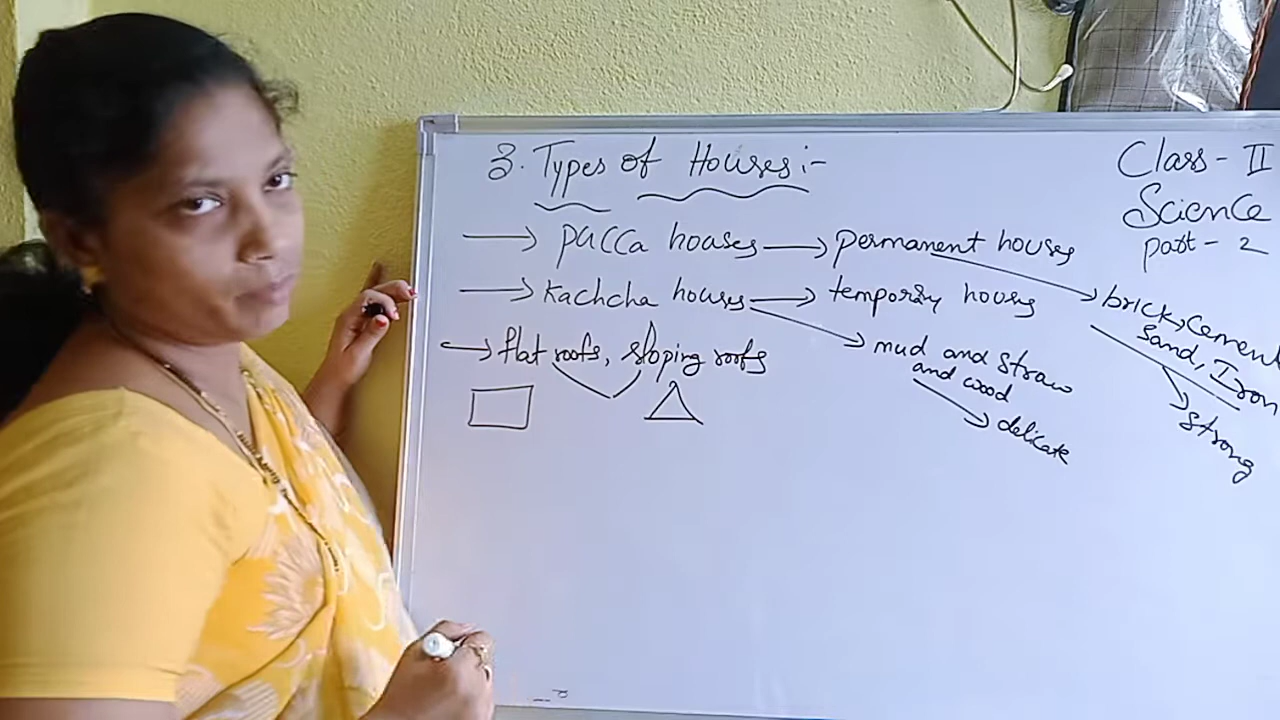 3. Types of Houses :-
Class - II
Science
part - 2
→ pucca houses → permanent houses
→ brick, Cement
Sand, Iron
→ strong
→ kachcha houses → temporary houses
→ mud and straw
and wood
→ delicate
→ flat roofs, sloping roofs